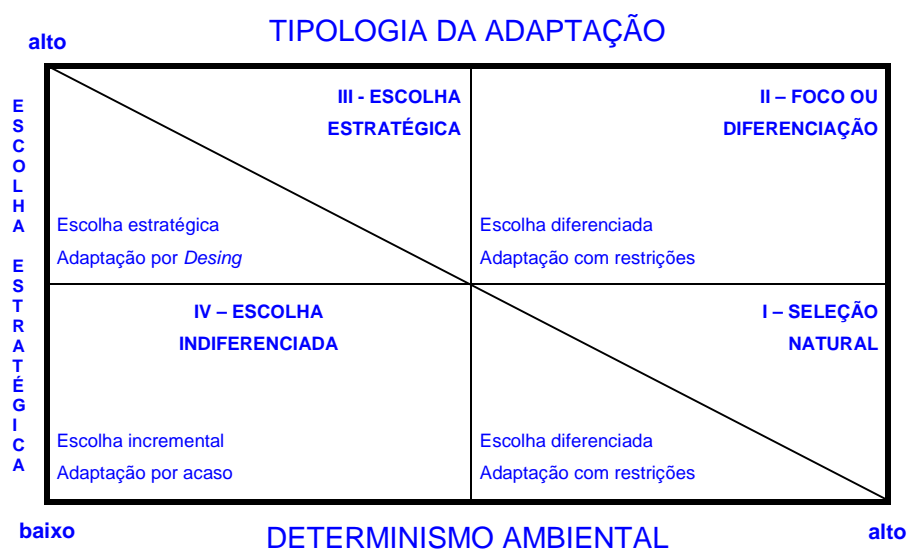 TIPOLOGIA DA ADAPTAÇÃO
alto
ESCOLHA ESTRATÉGICA
III - ESCOLHA
ESTRATÉGICA
Escolha estratégica
Adaptação por Desing
II – FOCO OU
DIFERENCIAÇÃO
Escolha diferenciada
Adaptação com restrições
IV – ESCOLHA
INDIFERENCIADA
Escolha incremental
Adaptação por acaso
I – SELEÇÃO
NATURAL
Escolha diferenciada
Adaptação com restrições
baixo
DETERMINISMO AMBIENTAL
alto